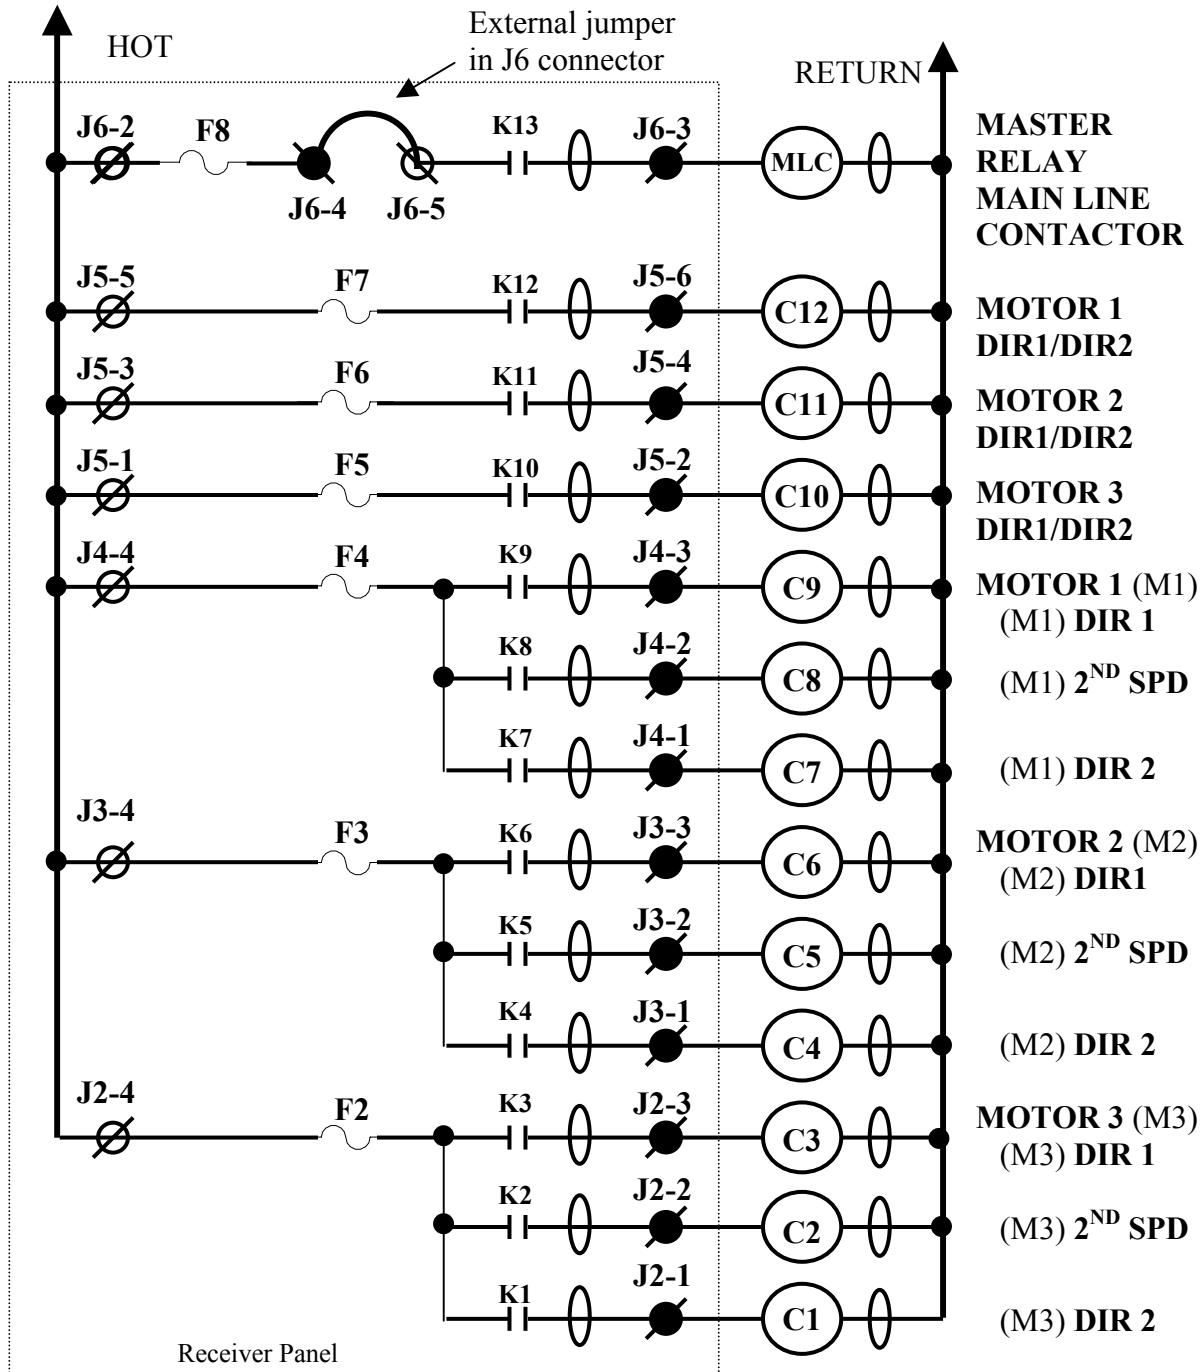 HOT
External jumper
in J6 connector
RETURN
J6-2 F8 J6-4 J6-5 K13 J6-3 MLC
MASTER
RELAY
MAIN LINE
CONTACTOR
J5-5 F7 K12 J5-6 C12 MOTOR 1
DIR1/DIR2
J5-3 F6 K11 J5-4 C11 MOTOR 2
DIR1/DIR2
J5-1 F5 K10 J5-2 C10 MOTOR 3
DIR1/DIR2
J4-4 F4 K9 J4-3 C9 MOTOR 1 (M1)
(M1) DIR 1
K8 J4-2 C8 (M1) 2ND SPD
K7 J4-1 C7 (M1) DIR 2
J3-4 F3 K6 J3-3 C6 MOTOR 2 (M2)
(M2) DIR1
K5 J3-2 C5 (M2) 2ND SPD
K4 J3-1 C4 (M2) DIR 2
J2-4 F2 K3 J2-3 C3 MOTOR 3 (M3)
(M3) DIR 1
K2 J2-2 C2 (M3) 2ND SPD
K1 J2-1 C1 (M3) DIR 2
Receiver Panel